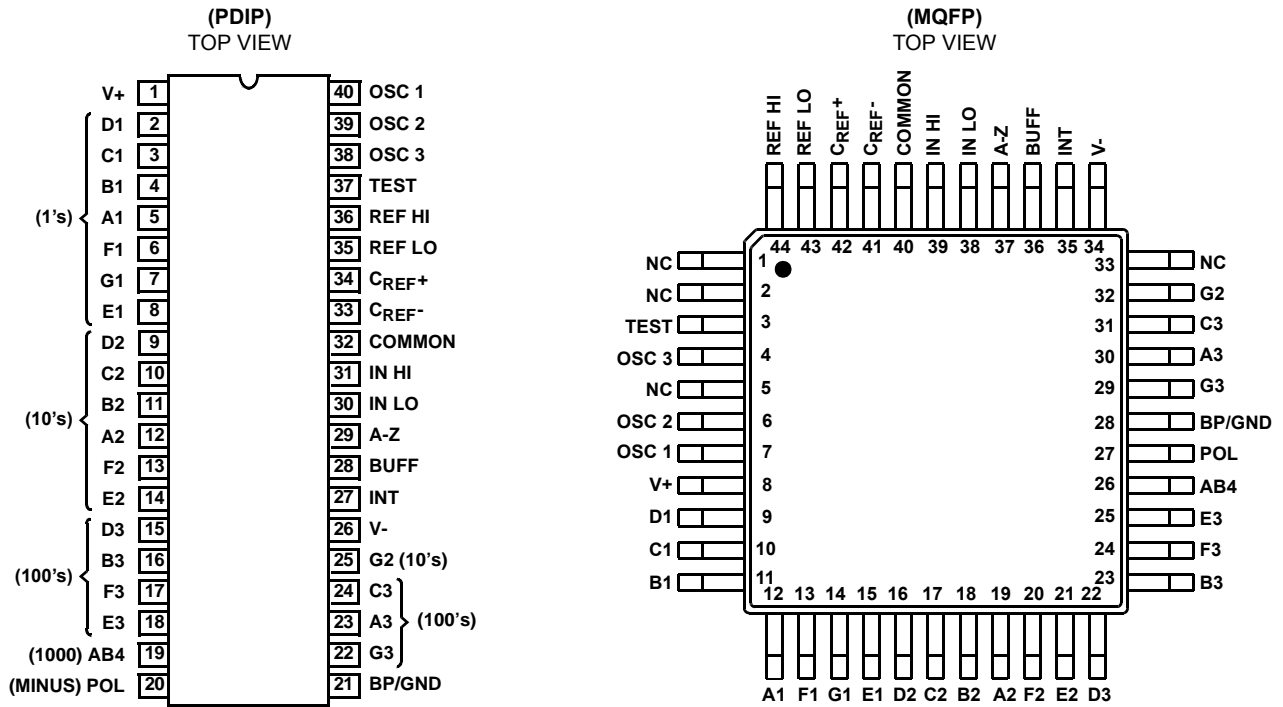 (PDIP)
TOP VIEW
V+ 1 40 OSC 1
D1 2 39 OSC 2
C1 3 38 OSC 3
B1 4 37 TEST
(1's) A1 5 36 REF HI
F1 6 35 REF LO
G1 7 34 CREF+
E1 8 33 CREF-
D2 9 32 COMMON
C2 10 31 IN HI
B2 11 30 IN LO
(10's)
A2 12 29 A-Z
F2 13 28 BUFF
E2 14 27 INT
D3 15 26 V-
B3 16 25 G2 (10's)
(100's)
F3 17 24 C3
E3 18 23 A3 (100's)
(1000) AB4 19 22 G3
(MINUS) POL 20 21 BP/GND
(MQFP)
TOP VIEW
REF HI
REF LO
CREF+
CREF-
COMMON
IN HI
IN LO
A-Z
BUFF
INT
V-
44 43 42 41 40 39 38 37 36 35 34
NC 1 33 NC
NC 2 32 G2
TEST 3 31 C3
OSC 3 4 30 A3
NC 5 29 G3
OSC 2 6 28 BP/GND
OSC 1 7 27 POL
V+ 8 26 AB4
D1 9 25 E3
C1 10 24 F3
B1 11 23 B3
12 13 14 15 16 17 18 19 20 21 22
A1 F1 G1 E1 D2 C2 B2 A2 F2 E2 D3